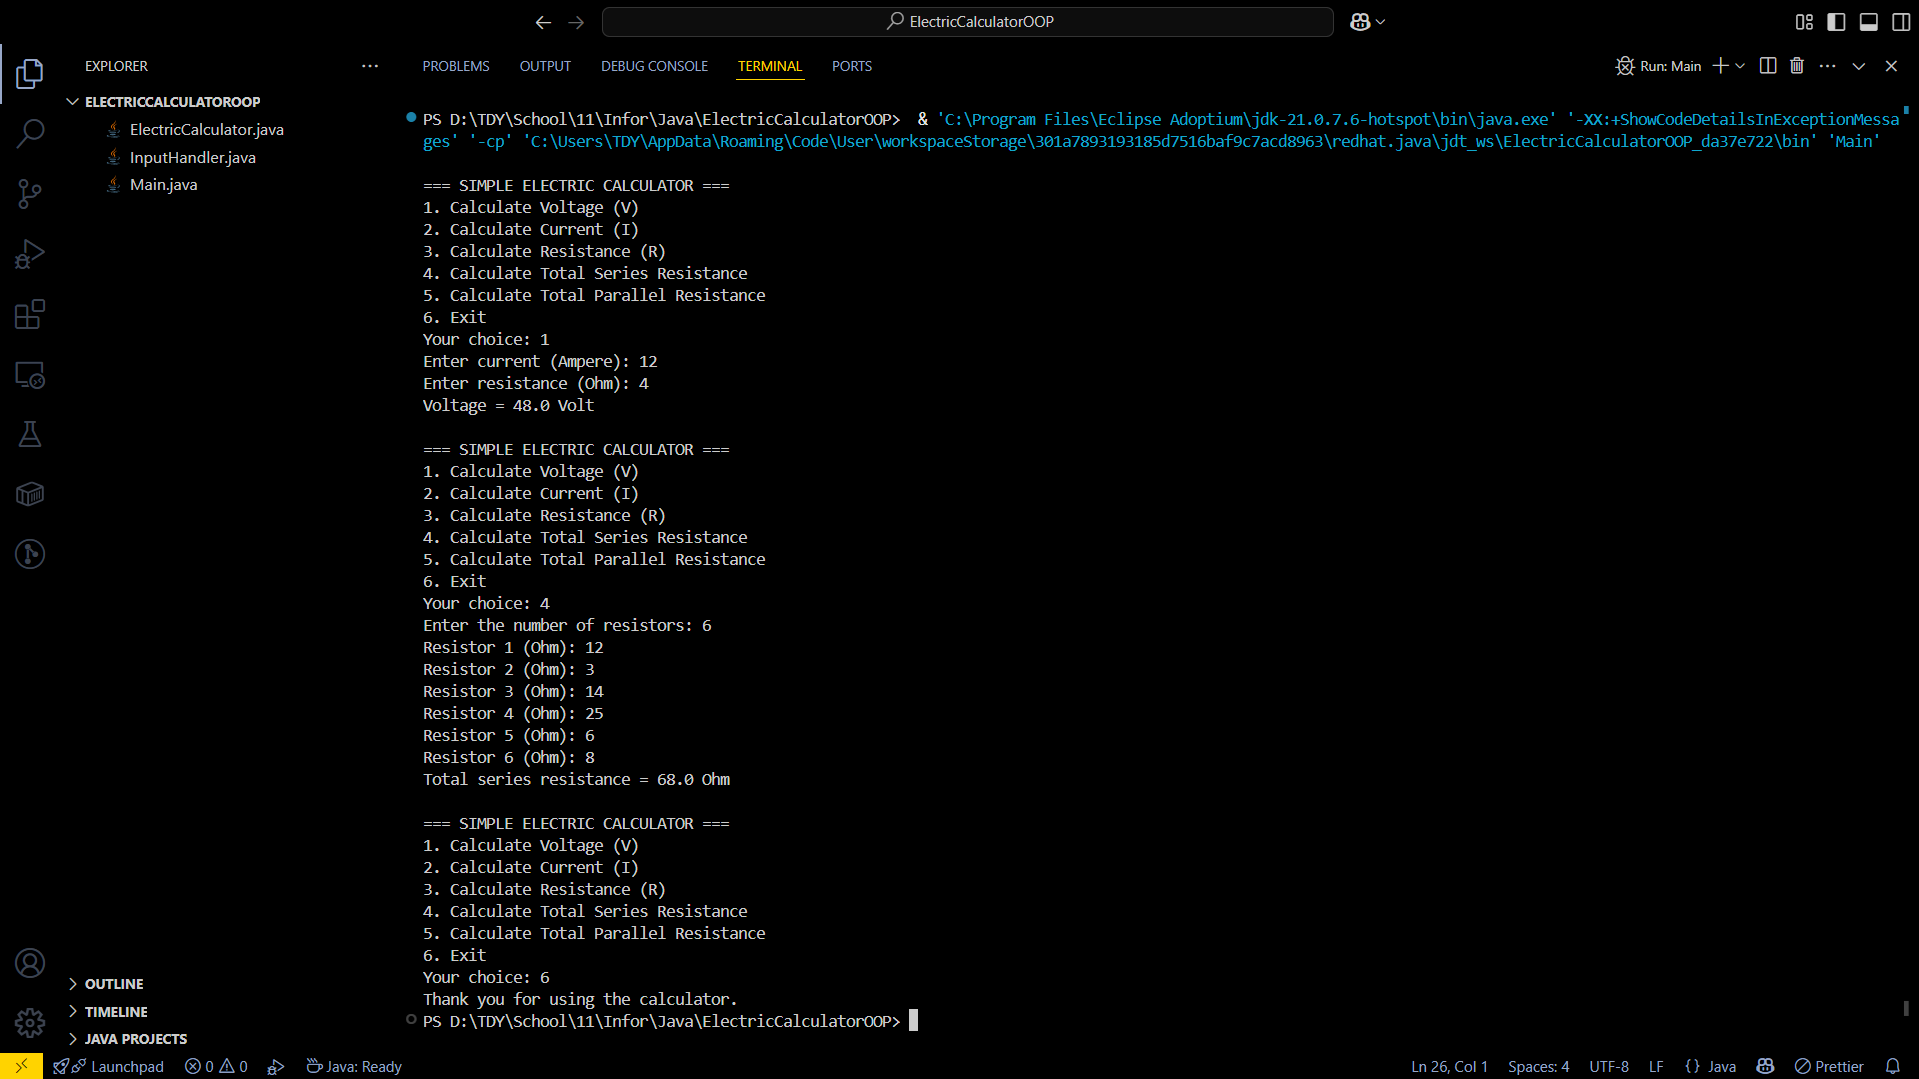 ElectricCalculatorOOP
EXPLORER
ELECTRICCALCULATOROOP
ElectricCalculator.java
InputHandler.java
Main.java
OUTLINE
TIMELINE
JAVA PROJECTS
PROBLEMS OUTPUT DEBUG CONSOLE TERMINAL PORTS
Run: Main
PS D:\TDY\School\11\Infor\Java\ElectricCalculatorOOP> & 'C:\Program Files\Eclipse Adoptium\jdk-21.0.7.6-hotspot\bin\java.exe' '-XX:+ShowCodeDetailsInExceptionMessa
ges' '-cp' 'C:\Users\TDY\AppData\Roaming\Code\User\workspaceStorage\301a7893193185d7516baf9c7acd8963\redhat.java\jdt_ws\ElectricCalculatorOOP_da37e722\bin' 'Main'
=== SIMPLE ELECTRIC CALCULATOR ===
1. Calculate Voltage (V)
2. Calculate Current (I)
3. Calculate Resistance (R)
4. Calculate Total Series Resistance
5. Calculate Total Parallel Resistance
6. Exit
Your choice: 1
Enter current (Ampere): 12
Enter resistance (Ohm): 4
Voltage = 48.0 Volt
=== SIMPLE ELECTRIC CALCULATOR ===
1. Calculate Voltage (V)
2. Calculate Current (I)
3. Calculate Resistance (R)
4. Calculate Total Series Resistance
5. Calculate Total Parallel Resistance
6. Exit
Your choice: 4
Enter the number of resistors: 6
Resistor 1 (Ohm): 12
Resistor 2 (Ohm): 3
Resistor 3 (Ohm): 14
Resistor 4 (Ohm): 25
Resistor 5 (Ohm): 6
Resistor 6 (Ohm): 8
Total series resistance = 68.0 Ohm
=== SIMPLE ELECTRIC CALCULATOR ===
1. Calculate Voltage (V)
2. Calculate Current (I)
3. Calculate Resistance (R)
4. Calculate Total Series Resistance
5. Calculate Total Parallel Resistance
6. Exit
Your choice: 6
Thank you for using the calculator.
PS D:\TDY\School\11\Infor\Java\ElectricCalculatorOOP>
Launchpad 0 0 Java: Ready Ln 26, Col 1 Spaces: 4 UTF-8 LF {} Java Prettier